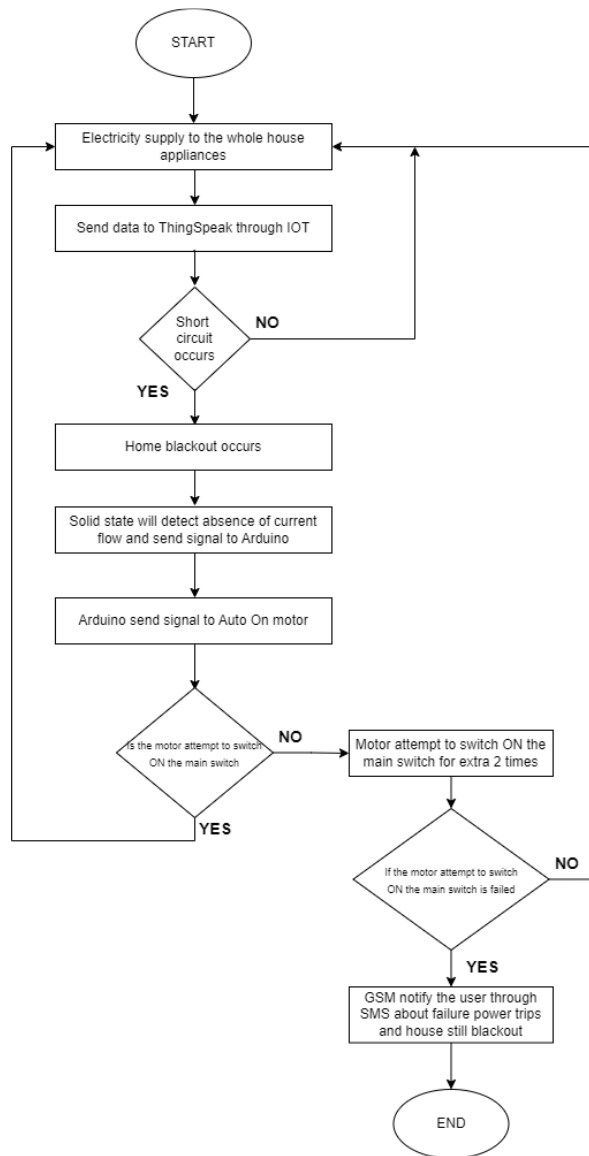 START
Electricity supply to the whole house
appliances
Send data to ThingSpeak through IOT
Short
circuit
occurs
NO
YES
Home blackout occurs
Solid state will detect absence of current
flow and send signal to Arduino
Arduino send signal to Auto On motor
Is the motor attempt to switch
ON the main switch
NO
YES
Motor attempt to switch ON the
main switch for extra 2 times
If the motor attempt to switch
ON the main switch is failed
NO
YES
GSM notify the user through
SMS about failure power trips
and house still blackout
END